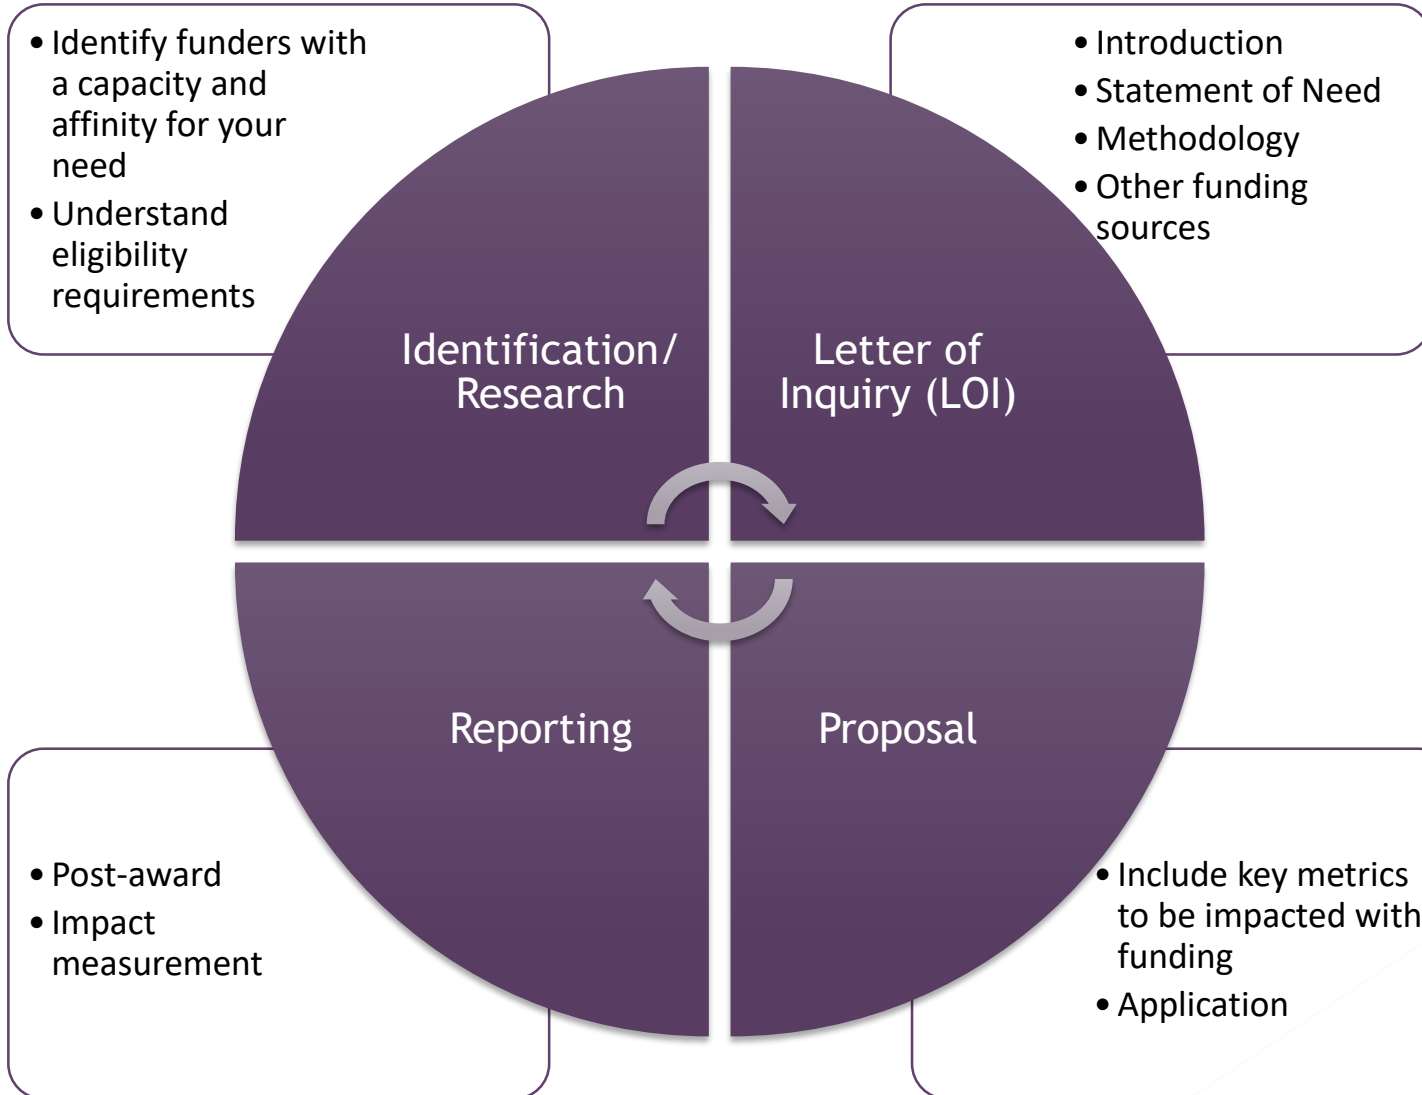 • Identify funders with
a capacity and
affinity for your
need
• Understand
eligibility
requirements
• Introduction
• Statement of Need
• Methodology
• Other funding
sources
Identification/
Research
Letter of
Inquiry (LOI)
Reporting
Proposal
• Post-award
• Impact
measurement
• Include key metrics
to be impacted with
funding
• Application